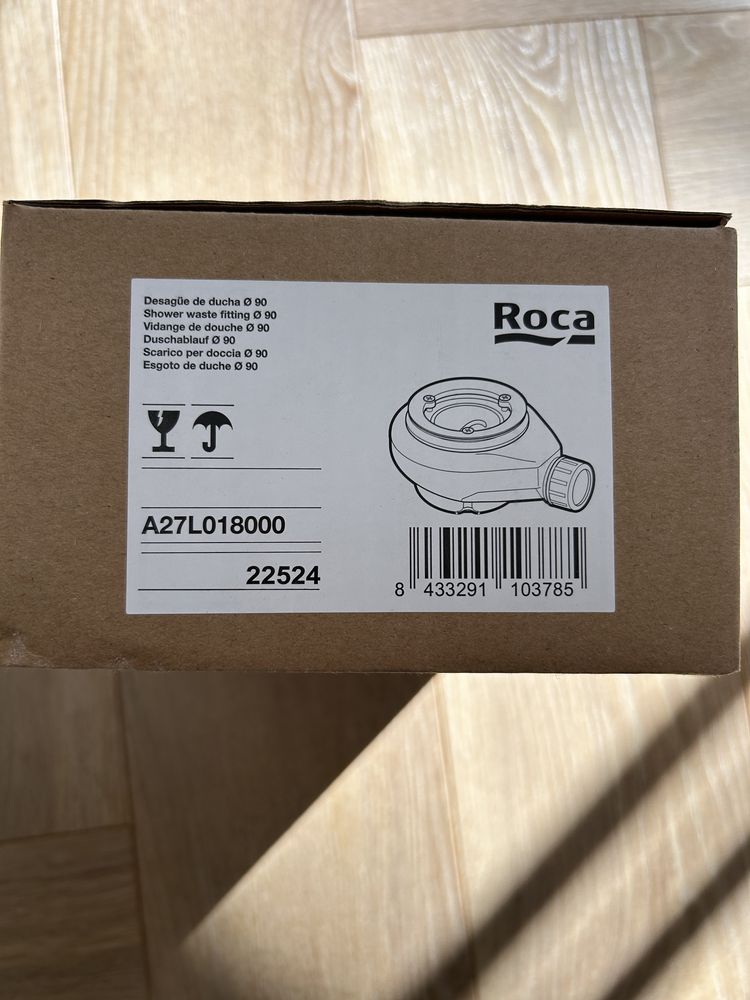 Desagüe de ducha Ø 90
Shower waste fitting Ø 90
Vidange de douche Ø 90
Duschablauf Ø 90
Scarico per doccia Ø 90
Esgoto de duche Ø 90
Roca
A27L018000
22524
8 433291 103785